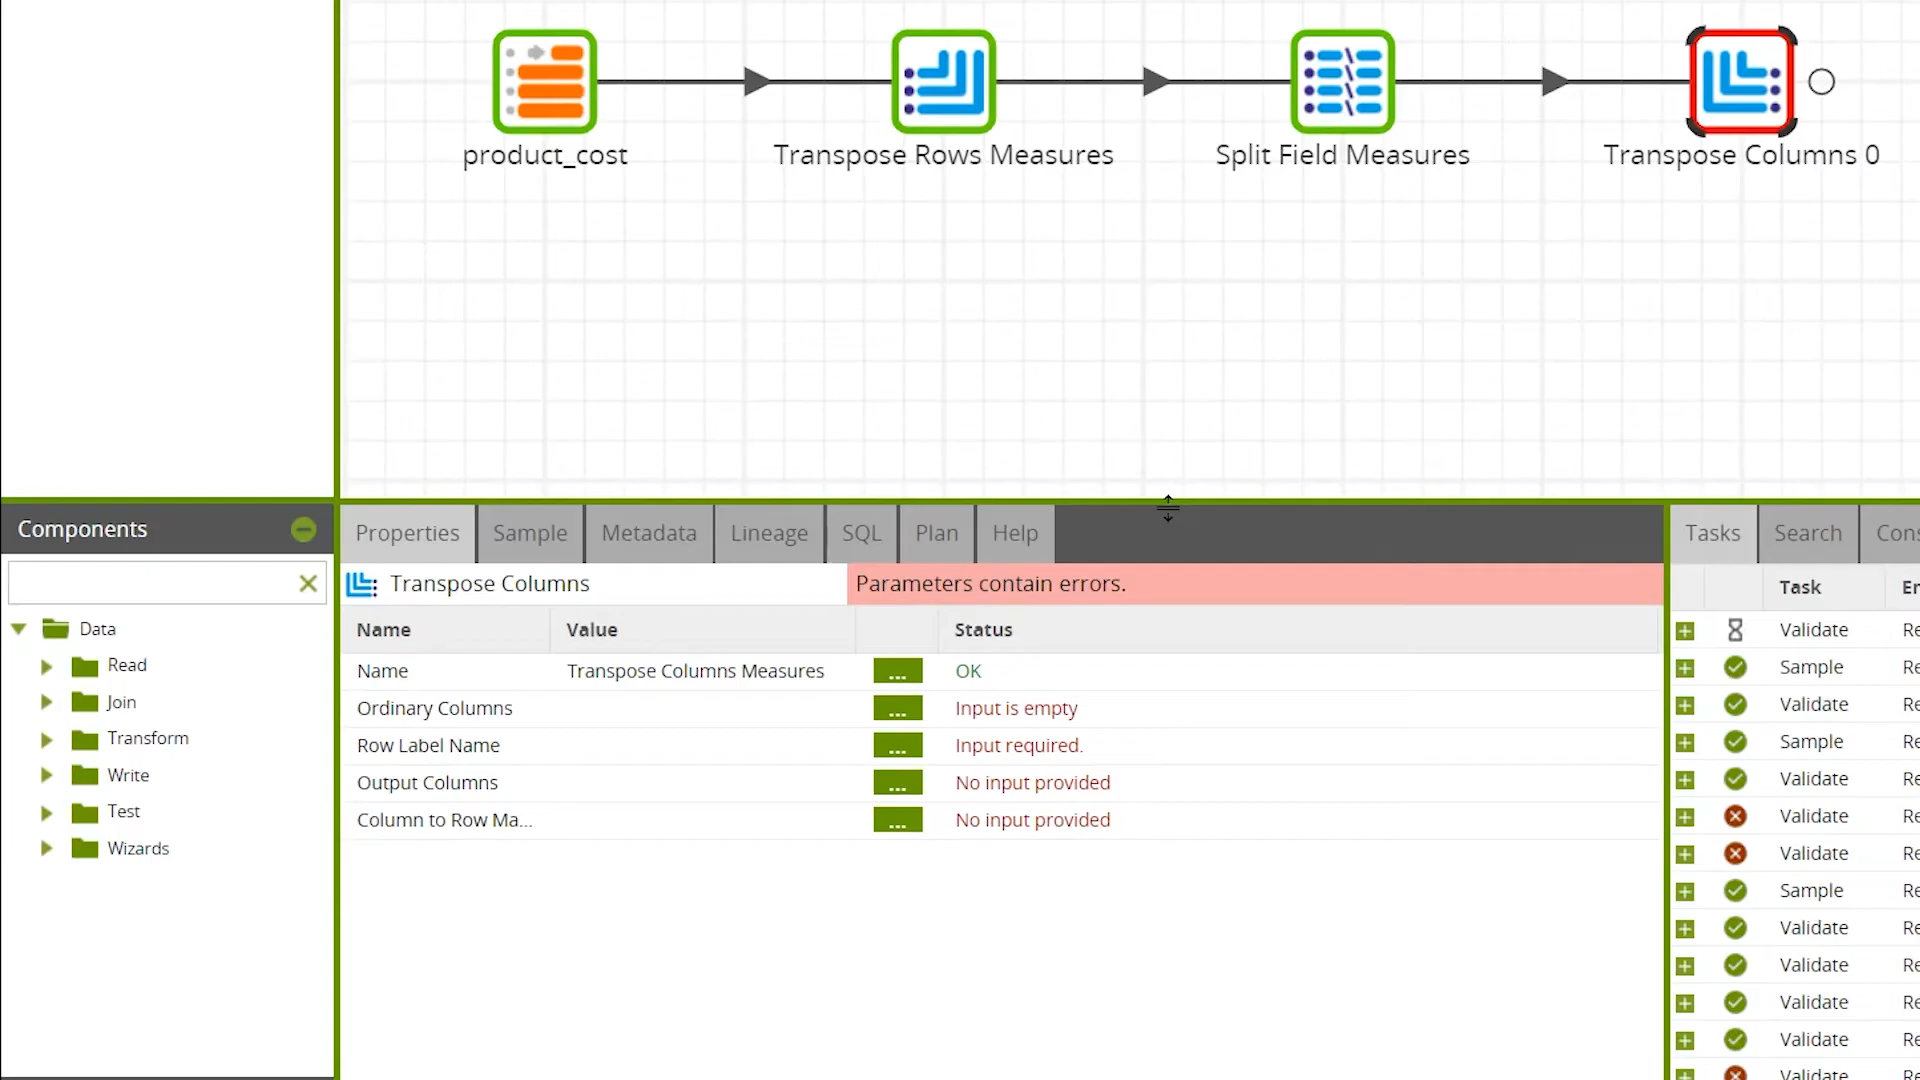 product_cost
Transpose Rows Measures
Split Field Measures
Transpose Columns 0
Components
Data
Read
Join
Transform
Write
Test
Wizards
Properties
Sample
Metadata
Lineage
SQL
Plan
Help
Transpose Columns
Parameters contain errors.
Name Value Status
Name Transpose Columns Measures ... OK
Ordinary Columns ... Input is empty
Row Label Name ... Input required.
Output Columns ... No input provided
Column to Row Ma... ... No input provided
Tasks
Search
Task
Validate
Sample
Validate
Sample
Validate
Validate
Validate
Sample
Validate
Validate
Validate
Validate
Validate